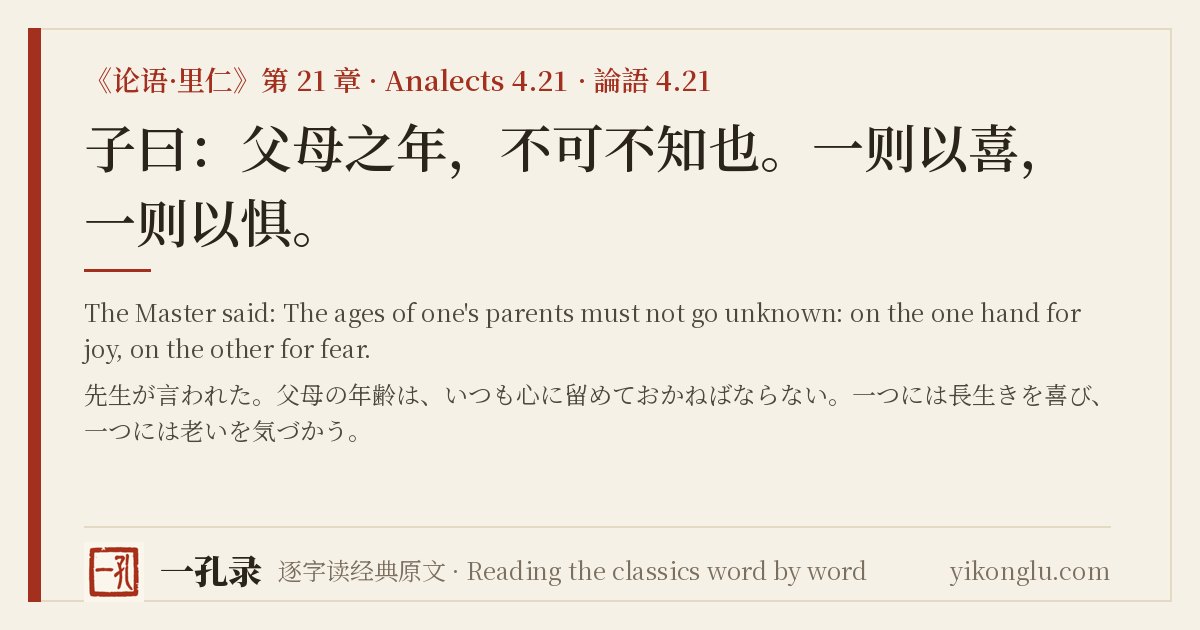 《论语·里仁》第 21 章 · Analects 4.21 · 論語 4.21
子曰：父母之年，不可不知也。一则以喜，
一则以惧。
The Master said: The ages of one's parents must not go unknown: on the one hand for
joy, on the other for fear.
先生が言われた。父母の年齢は、いつも心に留めておかねばならない。一つには長生きを喜び、
一つには老いを気づかう。
一孔
一孔录 逐字读经典原文 · Reading the classics word by word yikonglu.com